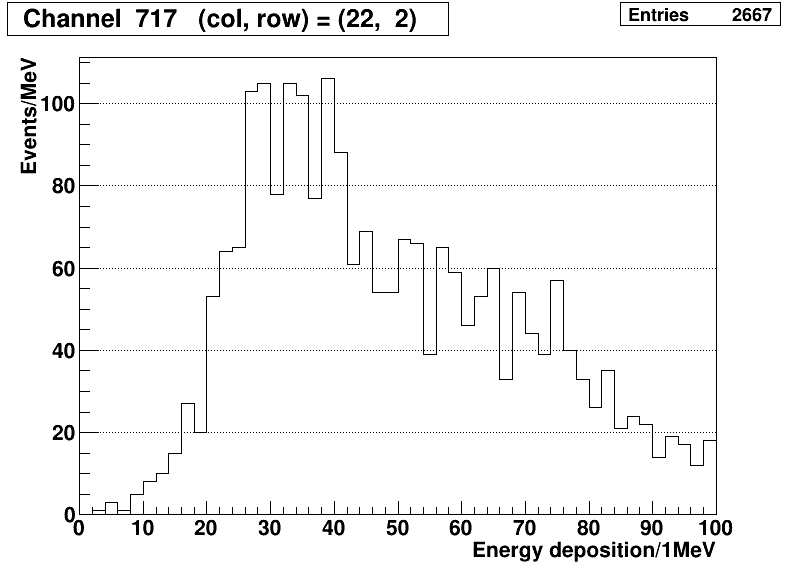 Channel  717   (col, row) = (22,  2)
Entries 2667
Events/MeV
100
80
60
40
20
0
0 10 20 30 40 50 60 70 80 90 100
Energy deposition/1MeV